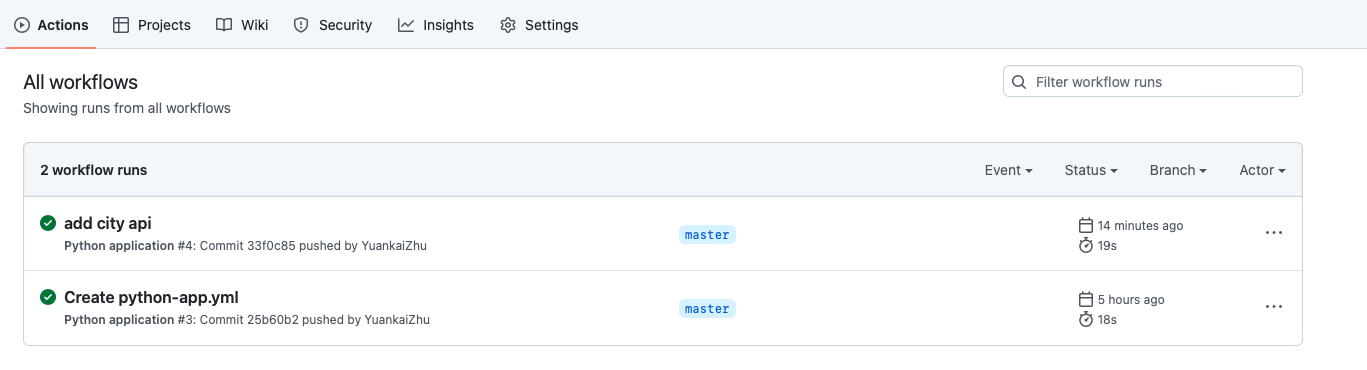 Actions Projects Wiki Security Insights Settings
All workflows
Filter workflow runs
Showing runs from all workflows
2 workflow runs Event Status Branch Actor
add city api
master
14 minutes ago
Python application #4: Commit 33f0c85 pushed by YuankaiZhu
19s
Create python-app.yml
master
5 hours ago
Python application #3: Commit 25b60b2 pushed by YuankaiZhu
18s